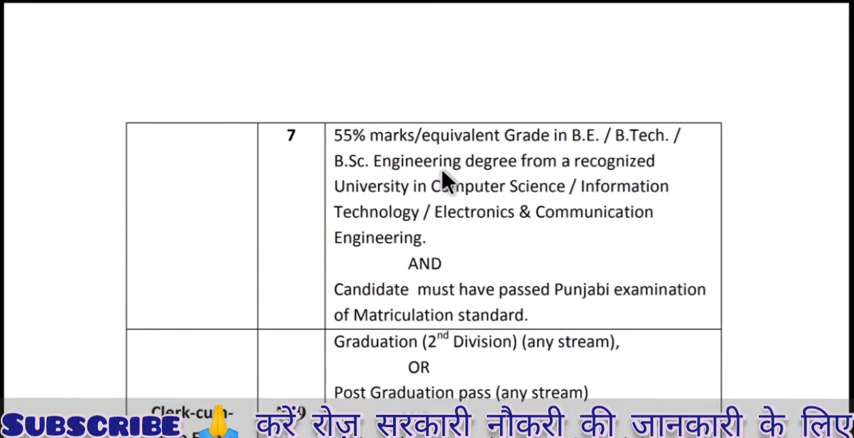 7
55% marks/equivalent Grade in B.E. / B.Tech. /
B.Sc. Engineering degree from a recognized
University in Computer Science / Information
Technology / Electronics & Communication
Engineering.
AND
Candidate must have passed Punjabi examination
of Matriculation standard.
Graduation (2nd Division) (any stream),
OR
Post Graduation pass (any stream)
Clerk-cum-
SUBSCRIBE 🙏 करें रोज़ सरकारी नौकरी की जानकारी के लिए